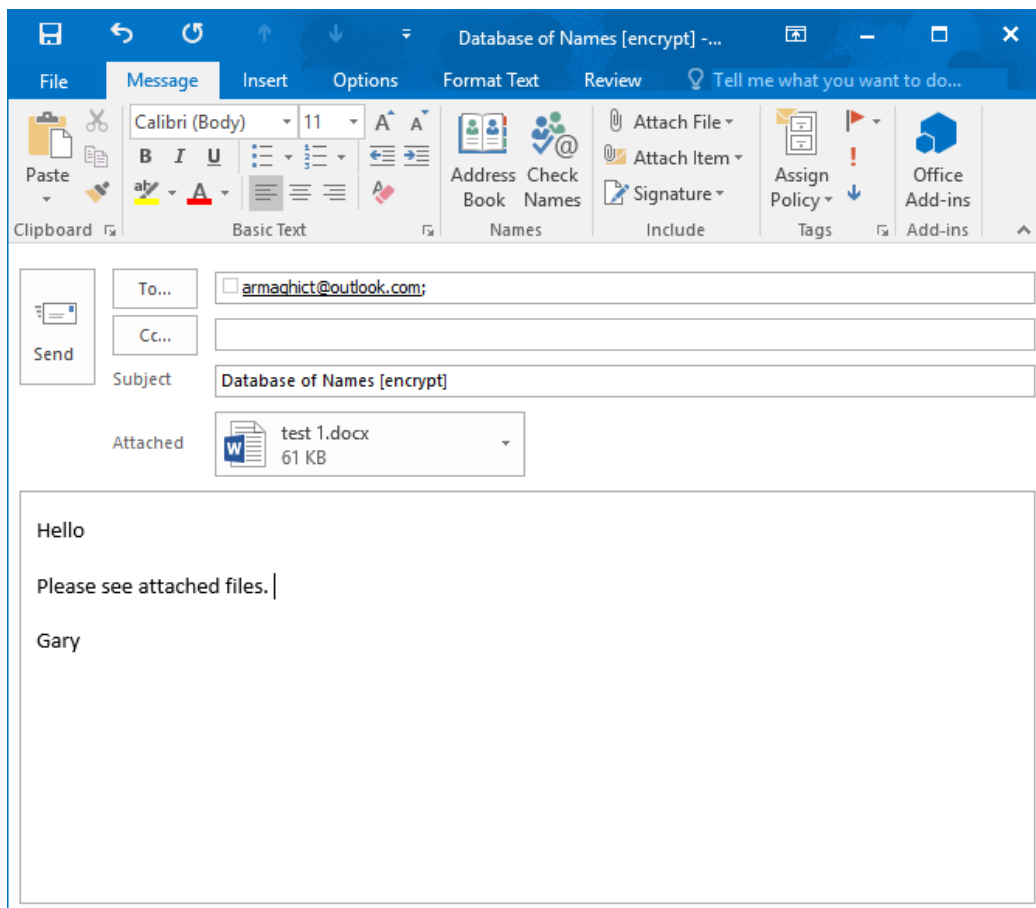 Database of Names [encrypt] -...
File Message Insert Options Format Text Review Tell me what you want to do...
Calibri (Body) 11 A A
Paste
B I U
aby A
Clipboard
Basic Text
Address Book
Check Names
Names
Attach File
Attach Item
Signature
Include
Assign Policy
!
Tags
Office Add-ins
Add-ins
To... armaghict@outlook.com;
Cc...
Send
Subject Database of Names [encrypt]
Attached test 1.docx
61 KB
Hello
Please see attached files.
Gary